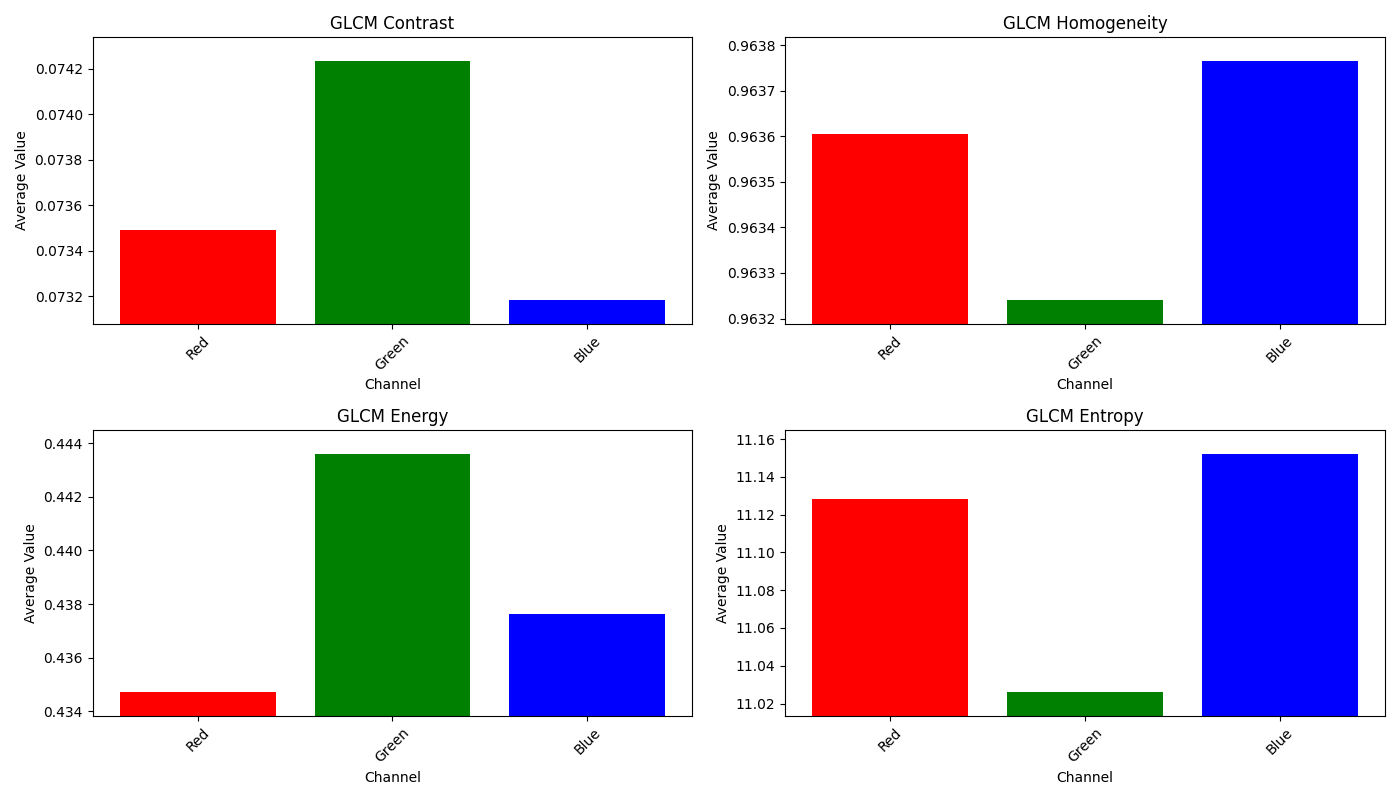 GLCM Contrast
Average Value
0.0742
0.0740
0.0738
0.0736
0.0734
0.0732
Red
Green
Blue
Channel
GLCM Homogeneity
Average Value
0.9638
0.9637
0.9636
0.9635
0.9634
0.9633
0.9632
Red
Green
Blue
Channel
GLCM Energy
Average Value
0.444
0.442
0.440
0.438
0.436
0.434
Red
Green
Blue
Channel
GLCM Entropy
Average Value
11.16
11.14
11.12
11.10
11.08
11.06
11.04
11.02
Red
Green
Blue
Channel